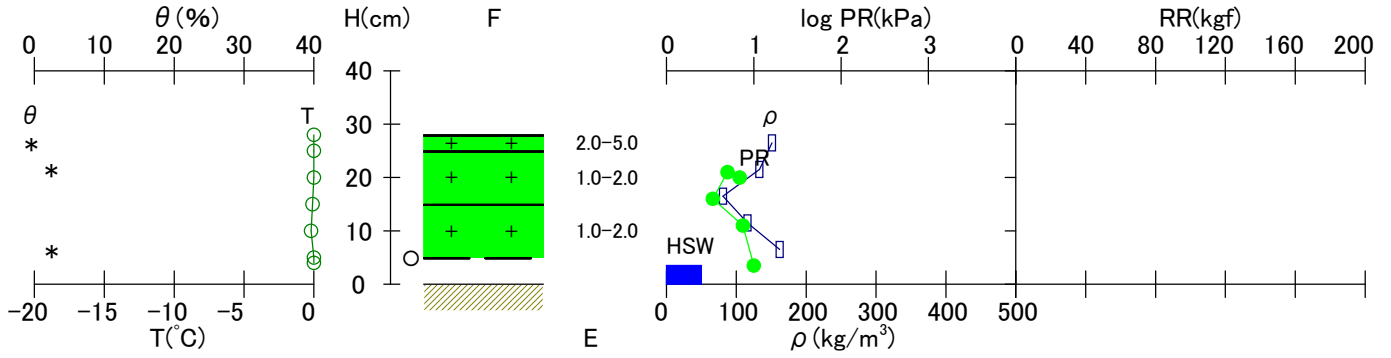 θ(%) H(cm) F log PR(kPa) RR(kgf)
0 10 20 30 40 0 1 2 3 0 40 80 120 160 200
40
θ T ρ
30
* 2.0-5.0
* PR
20 + + 1.0-2.0
10 + + 1.0-2.0
* HSW
0
-20 -15 -10 -5 0 0 100 200 300 400 500
T(°C) E ρ(kg/m³)